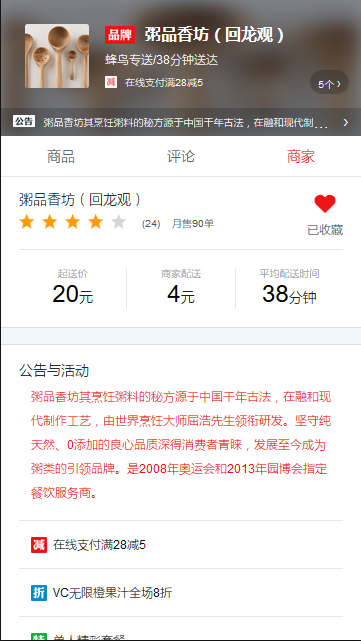 品牌 粥品香坊（回龙观）
蜂鸟专送/38分钟送达
减 在线支付满28减5
5个 >
公告 粥品香坊其烹饪粥料的秘方源于中国千年古法，在融和现代制... >
商品 评论 商家
粥品香坊（回龙观）
(24) 月售90单
已收藏
起送价 商家配送 平均配送时间
20元 4元 38分钟
公告与活动
粥品香坊其烹饪粥料的秘方源于中国千年古法，在融和现
代制作工艺，由世界烹饪大师屈浩先生领衔研发。坚守纯
天然、0添加的良心品质深得消费者青睐，发展至今成为
粥类的引领品牌。是2008年奥运会和2013年园博会指定
餐饮服务商。
减 在线支付满28减5
折 VC无限橙果汁全场8折
特 单人精彩套餐